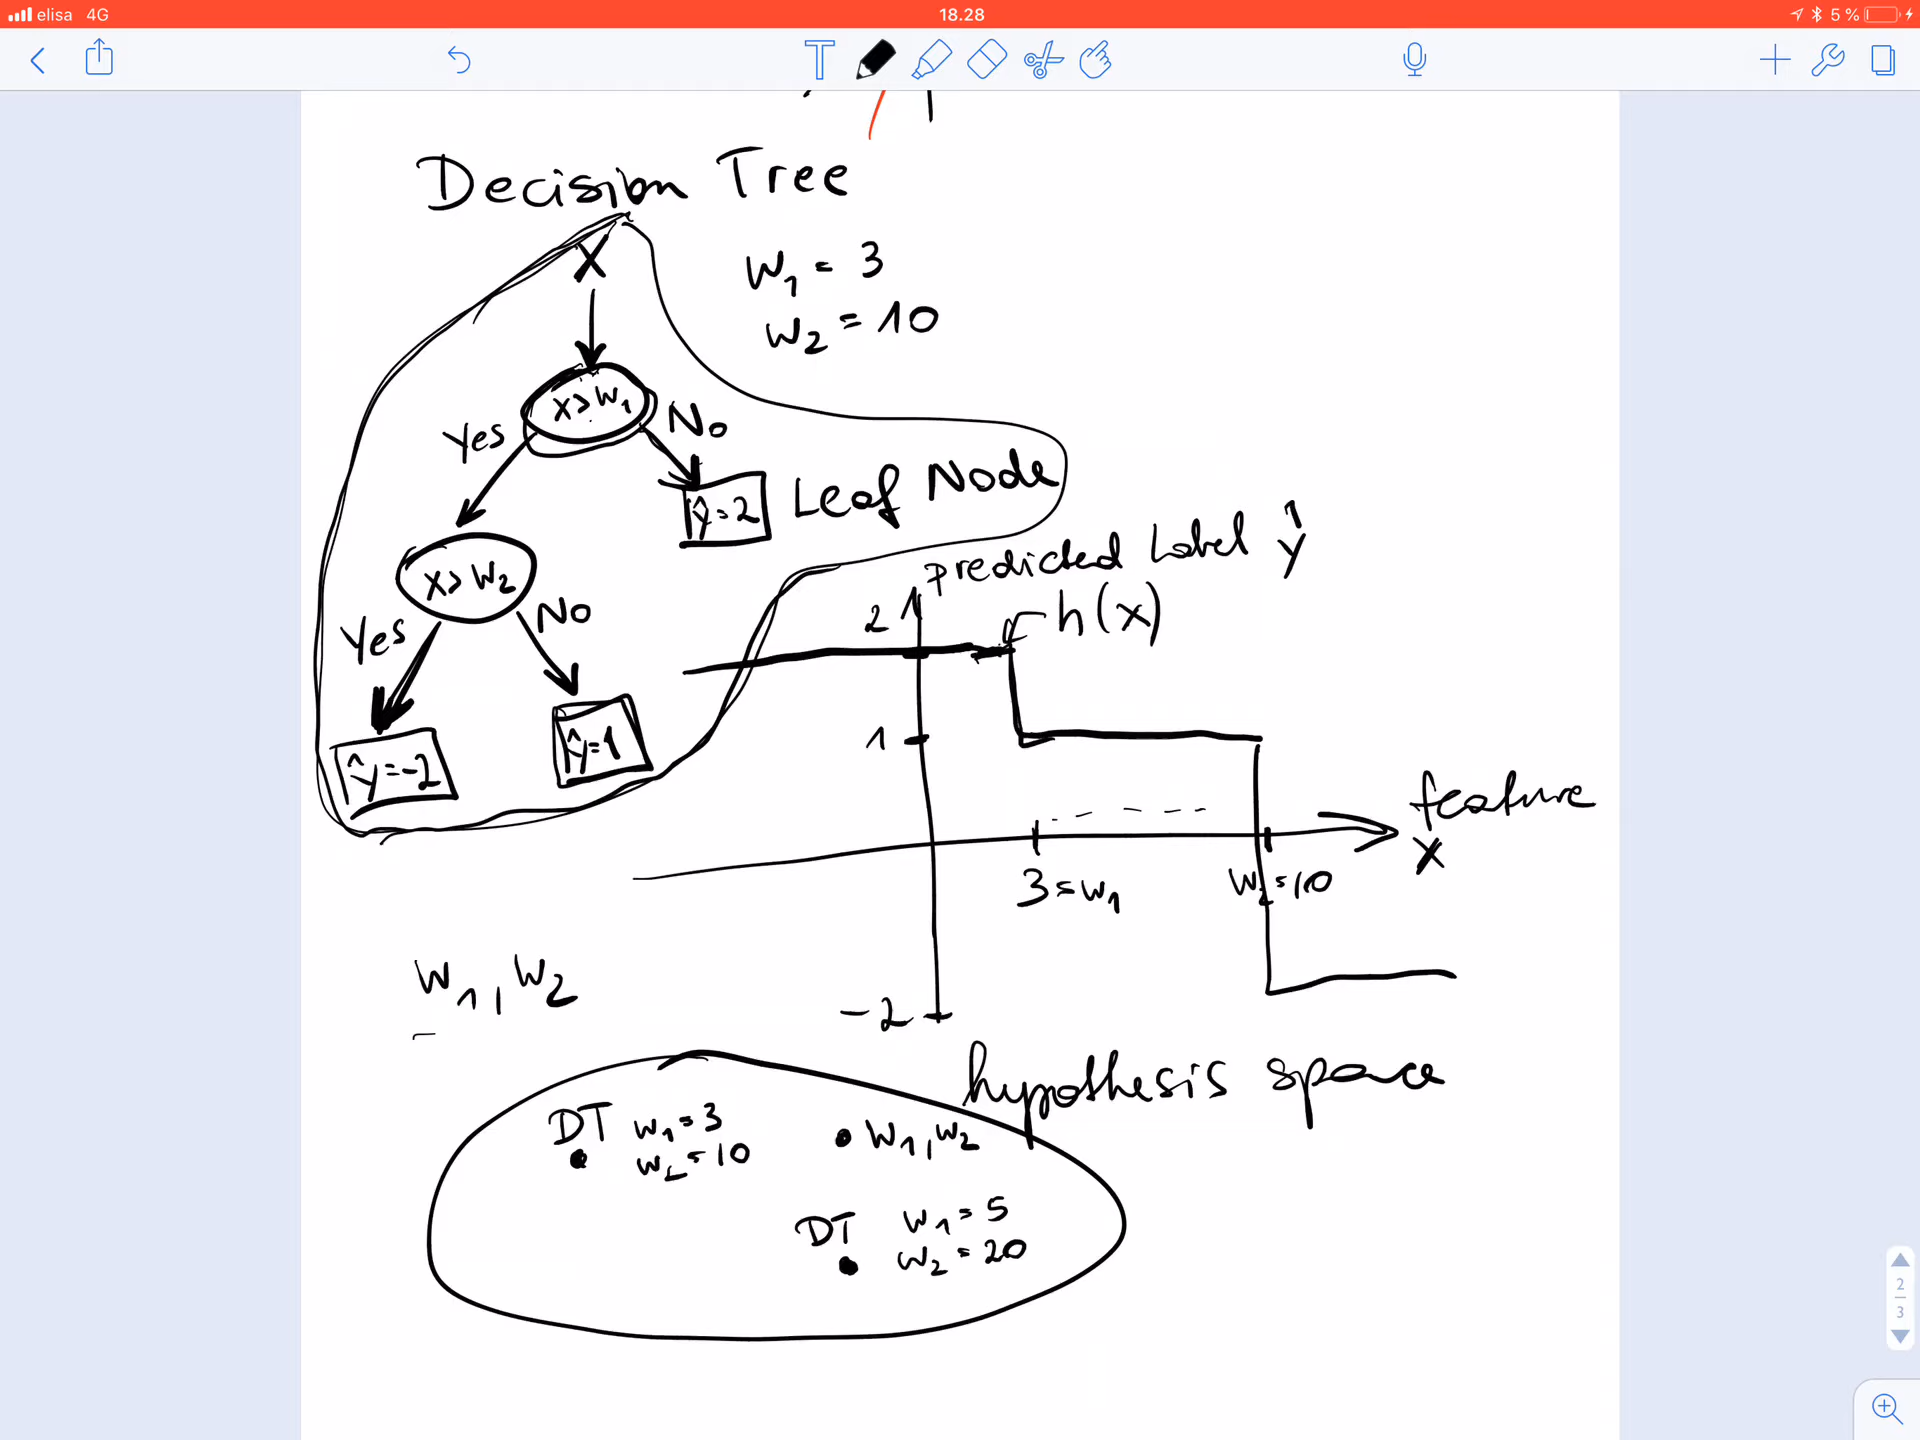 elisa 4G 18.28 5 %
Decision Tree
X
w₁ = 3
w₂ = 10
x>w₁
Yes
No
ŷ=2
Leaf Node
x>w₂
Yes
No
ŷ=-2
ŷ=1
predicted Label ŷ
2
h(x)
1
feature
x
3=w₁
w₂=10
-2
w₁,w₂
hypothesis space
DT w₁=3
w₂=10
w₁,w₂
DT w₁=5
w₂=20
2
3